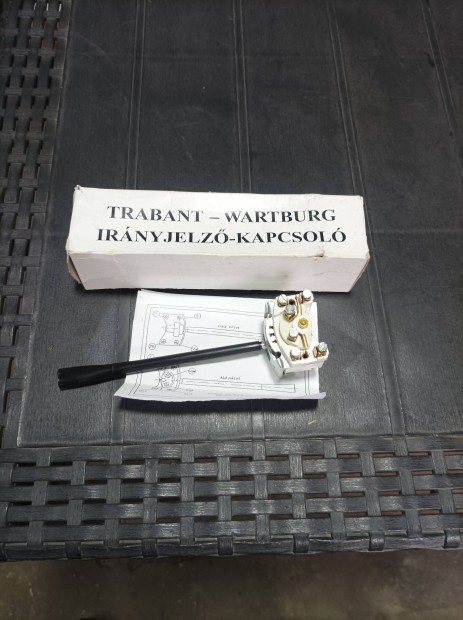 TRABANT – WARTBURG
IRÁNYJELZŐ-KAPCSOLÓ